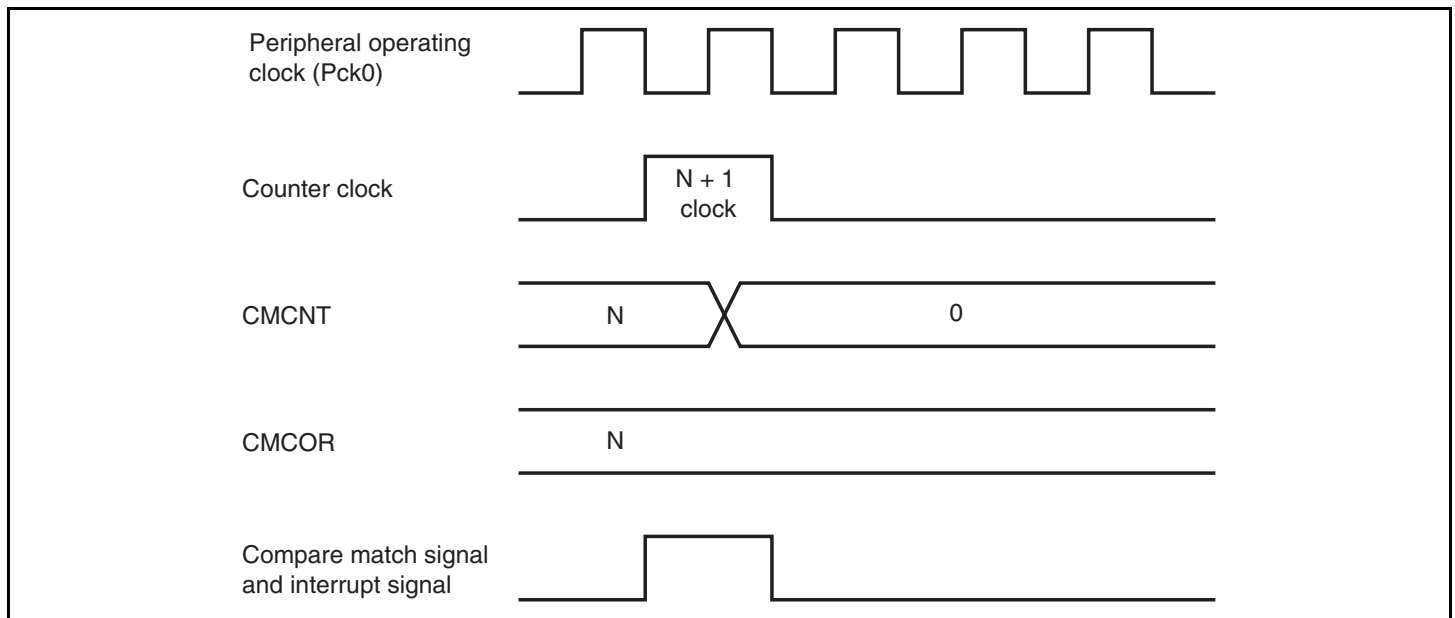 Peripheral operating
clock (Pck0)
Counter clock
N + 1
clock
CMCNT
N
0
CMCOR
N
Compare match signal
and interrupt signal